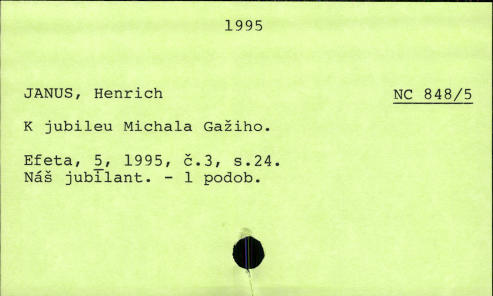 1995
JANUS, Henrich NC 848/5
K jubileu Michala Gažiho.
Efeta, 5, 1995, č.3, s.24.
Náš jubilant. - 1 podob.